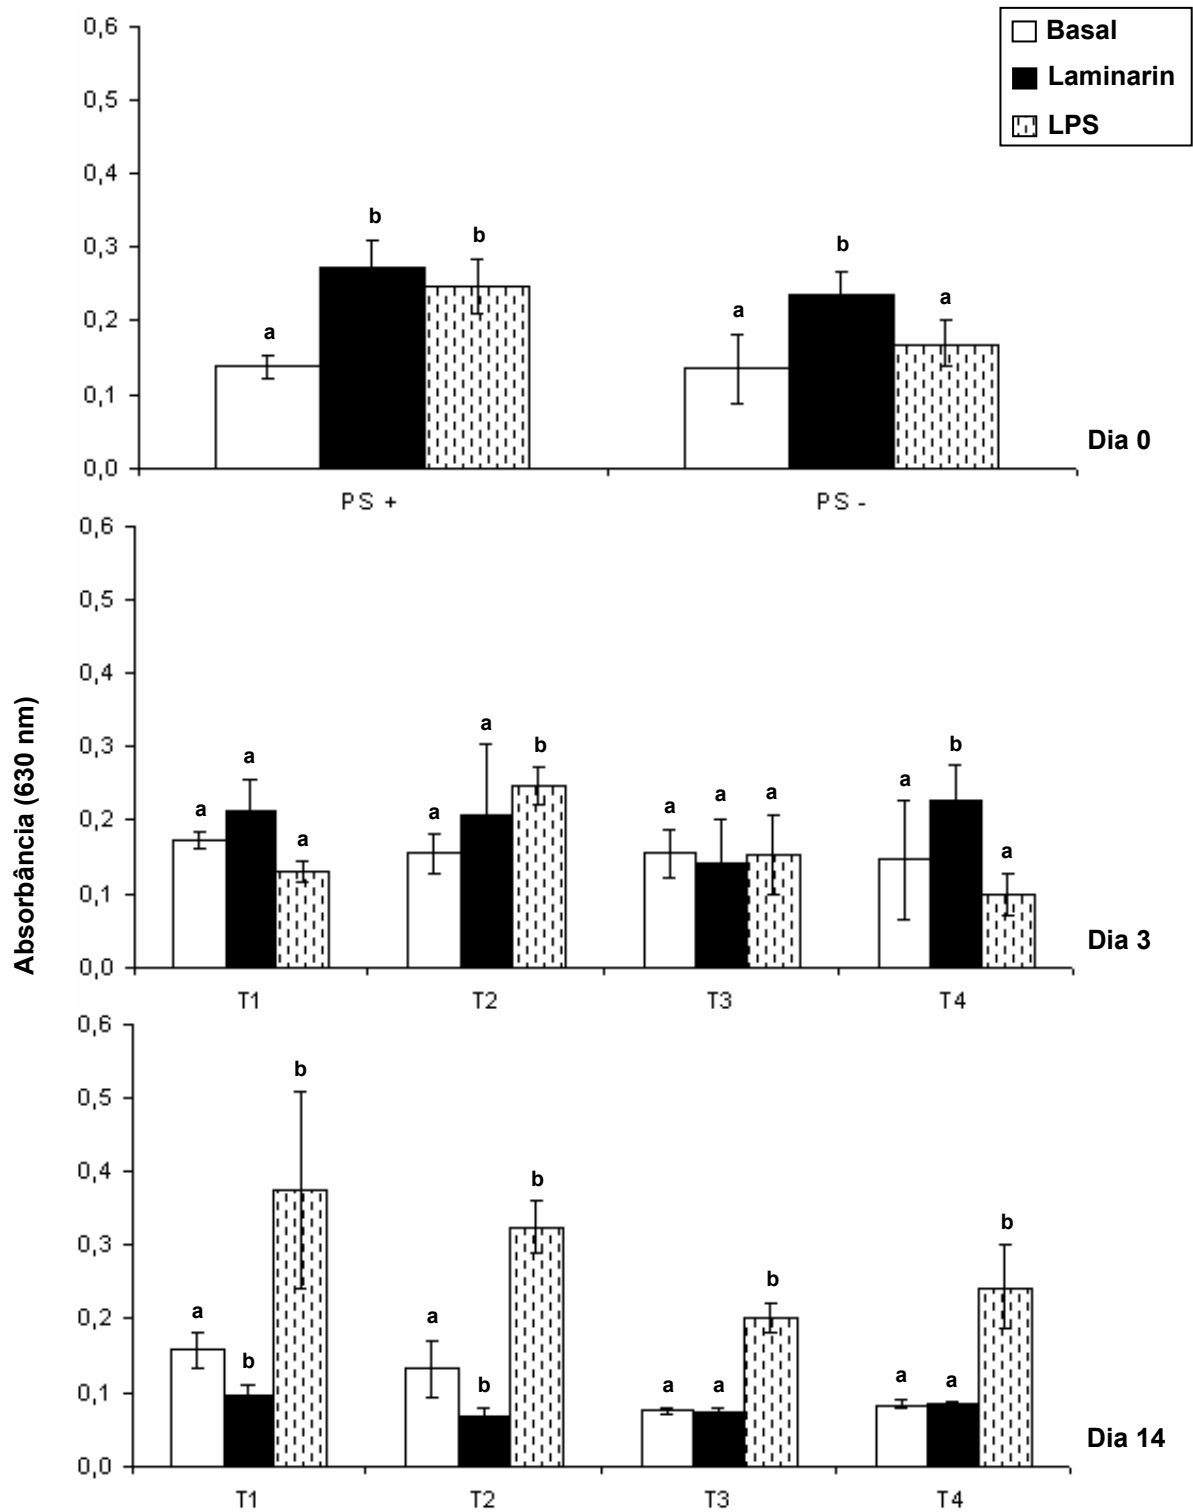 Basal
Laminarin
LPS
Absorbância (630 nm)
0,6
0,5
0,4
0,3
0,2
0,1
0,0
a b b
a b a
PS + PS -
Dia 0
0,6
0,5
0,4
0,3
0,2
0,1
0,0
a a a
a a b
a a a
a b a
T1 T2 T3 T4
Dia 3
0,6
0,5
0,4
0,3
0,2
0,1
0,0
a b b
a b b
a a b
a a b
T1 T2 T3 T4
Dia 14